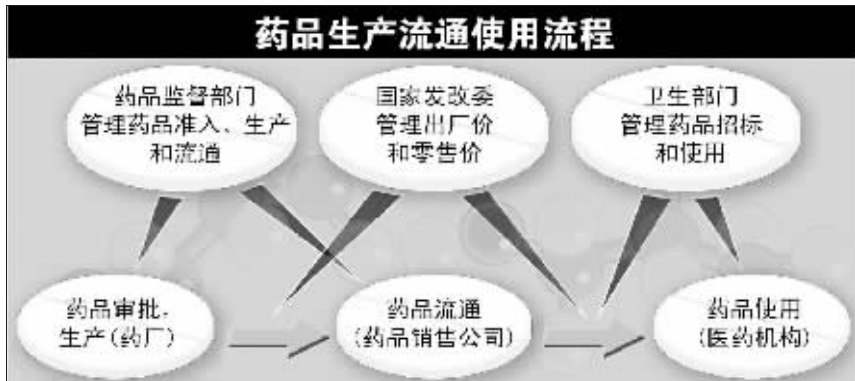 药品生产流通使用流程
药品监督部门
管理药品准入、生产
和流通
国家发改委
管理出厂价
和零售价
卫生部门
管理药品招标
和使用
药品审批、
生产(药厂)
药品流通
(药品销售公司)
药品使用
(医药机构)